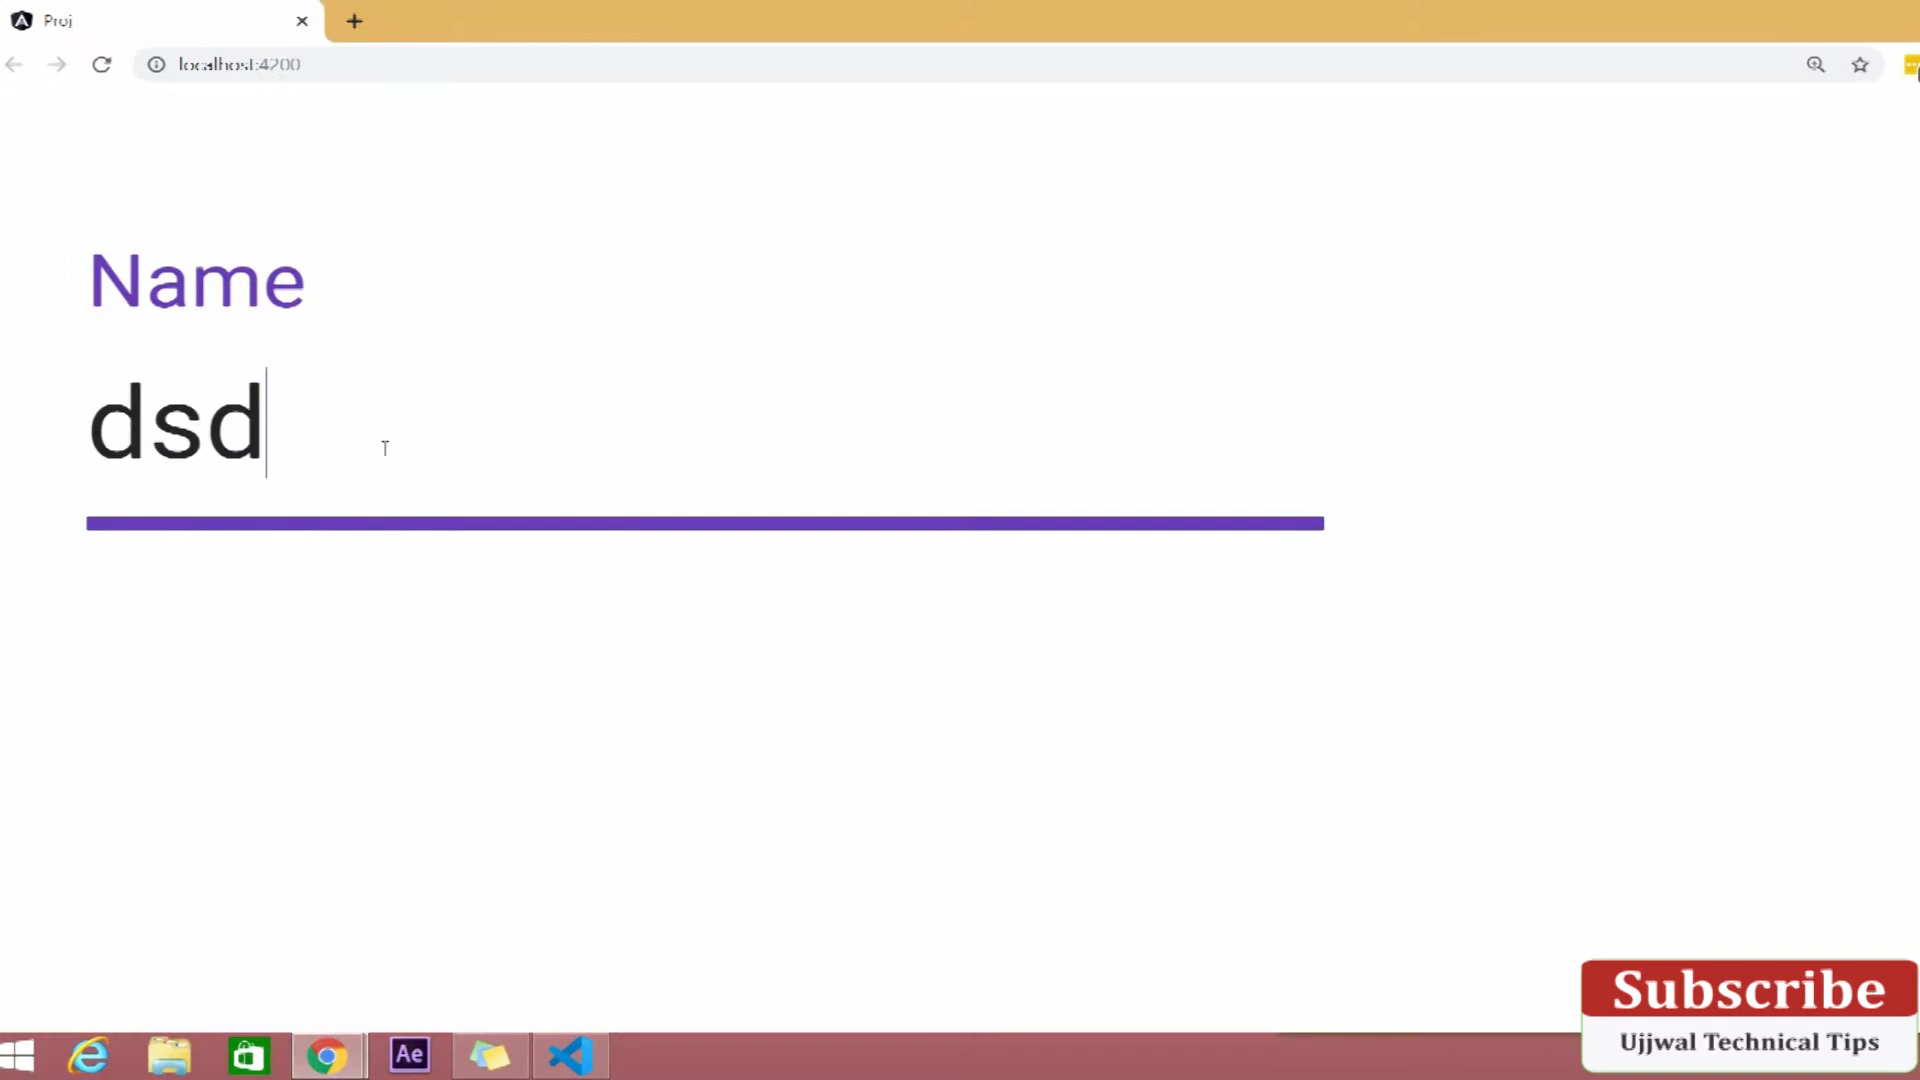 Proj
localhost:4200
Name
dsd
Subscribe
Ae
Ujjwal Technical Tips